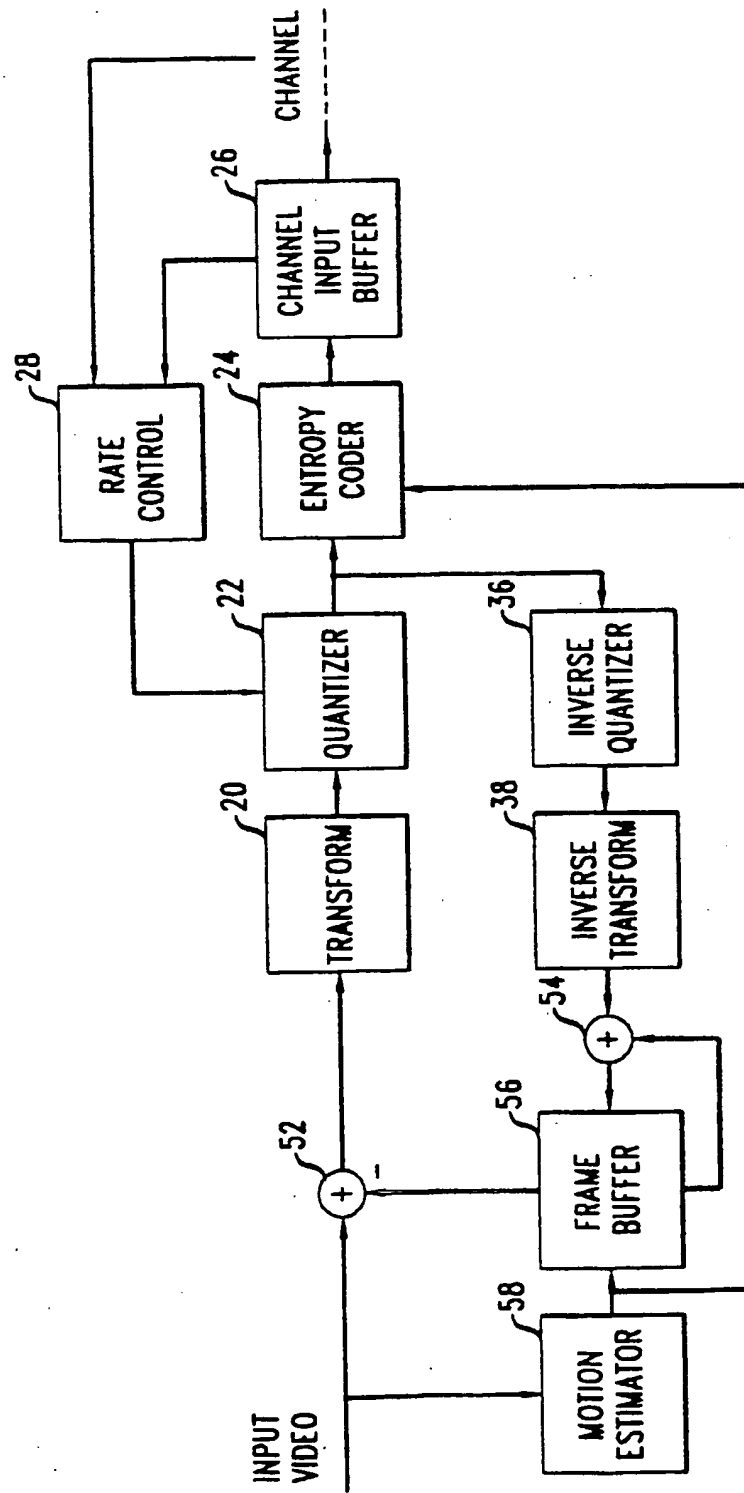 INPUT
VIDEO
52
+
-
20
TRANSFORM
22
QUANTIZER
28
RATE
CONTROL
24
ENTROPY
CODER
26
CHANNEL
INPUT
BUFFER
CHANNEL
58
MOTION
ESTIMATOR
56
FRAME
BUFFER
54
+
38
INVERSE
TRANSFORM
36
INVERSE
QUANTIZER